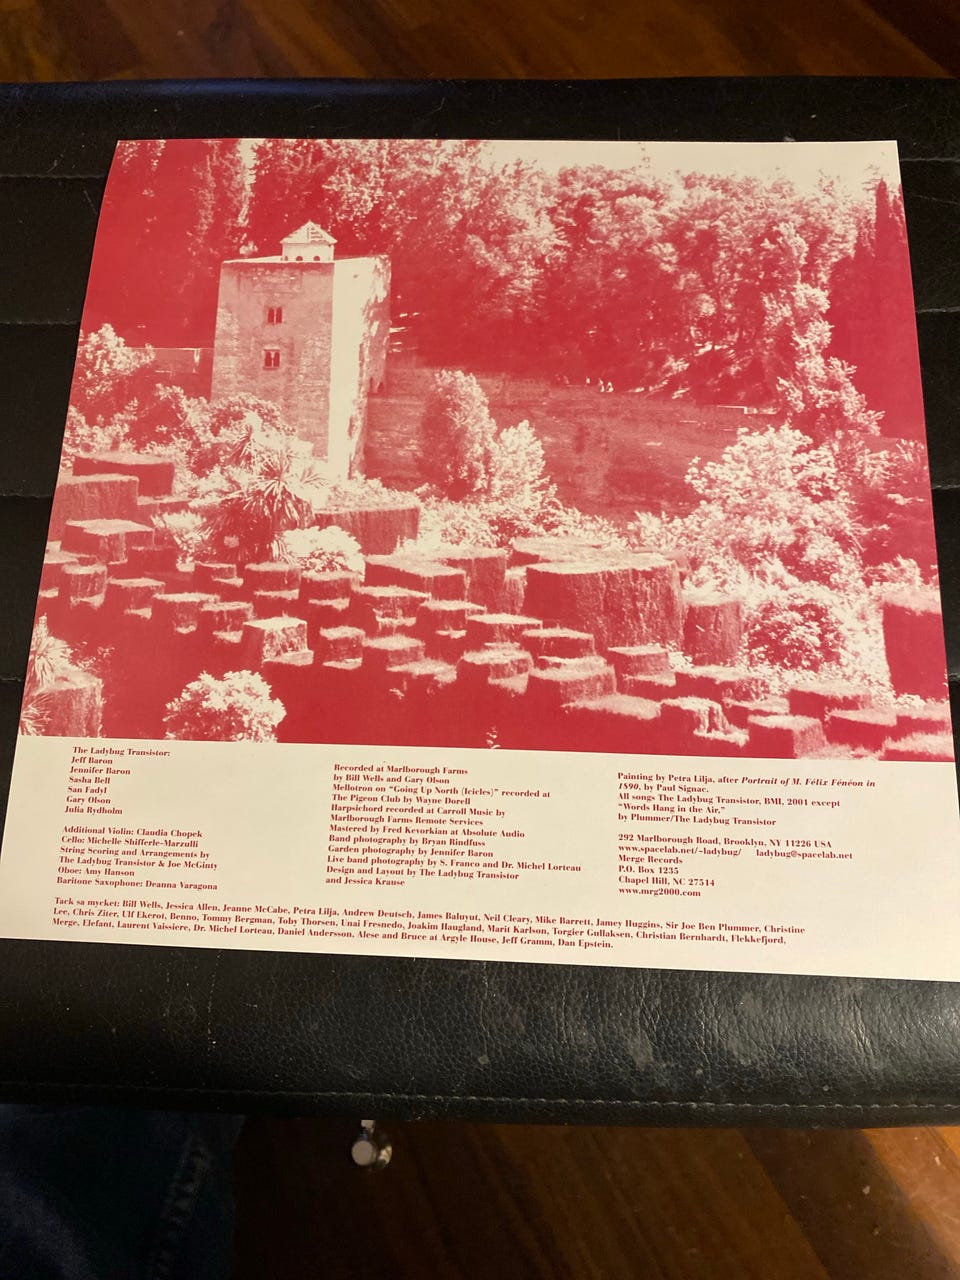 The Ladybug Transistor:
Jeff Baron
Jennifer Baron
Sasha Bell
San Fadyl
Gary Olson
Julia Rydholm
Additional Violin: Claudia Chopek
Cello: Michelle Shifferle-Marzulli
String Scoring and Arrangements by
The Ladybug Transistor & Joe McGinty
Oboe: Amy Hanson
Baritone Saxophone: Deanna Varagona
Recorded at Marlborough Farms
by Bill Wells and Gary Olson
Mellotron on “Going Up North (Icicles)” recorded at
The Pigeon Club by Wayne Dorell
Harpsichord recorded at Carroll Music by
Marlborough Farms Remote Services
Mastered by Fred Kevorkian at Absolute Audio
Band photography by Bryan Rindfuss
Garden photography by Jennifer Baron
Live band photography by S. Franco and Dr. Michel Lorteau
Design and Layout by The Ladybug Transistor
and Jessica Krause
Painting by Petra Lilja, after Portrait of M. Félix Fénéon in
1890, by Paul Signac.
All songs The Ladybug Transistor, BMI, 2001 except
“Words Hang in the Air,”
by Plummer/The Ladybug Transistor
292 Marlborough Road, Brooklyn, NY 11226 USA
www.spacelab.net/~ladybug/ ladybug@spacelab.net
Merge Records
P.O. Box 1235
Chapel Hill, NC 27514
www.mrg2000.com
Tack sa mycket: Bill Wells, Jessica Allen, Jeanne McCabe, Petra Lilja, Andrew Deutsch, James Baluyut, Neil Cleary, Mike Barrett, Jamey Huggins, Sir Joe Ben Plummer, Christine
Lee, Chris Ziter, Ulf Ekerot, Benno, Tommy Bergman, Toby Thorsen, Unai Fresnedo, Joakim Haugland, Marit Karlson, Torgier Gullaksen, Christian Bernhardt, Flekkefjord,
Merge, Elefant, Laurent Vaissiere, Dr. Michel Lorteau, Daniel Andersson, Alese and Bruce at Argyle House, Jeff Gramm, Dan Epstein.